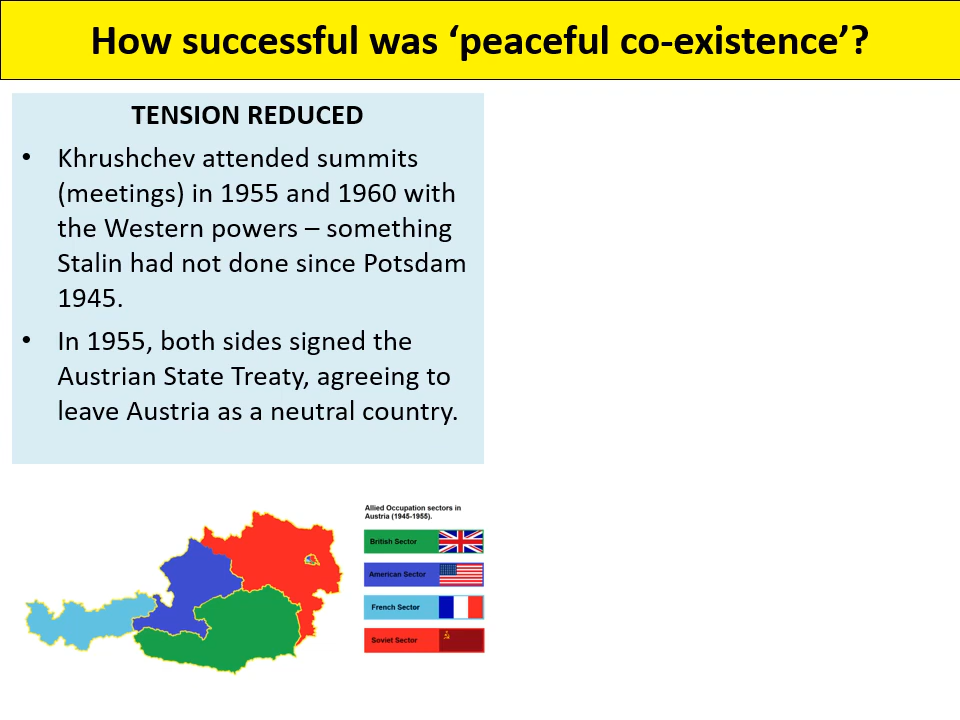 How successful was ‘peaceful co-existence’?
TENSION REDUCED
• Khrushchev attended summits
(meetings) in 1955 and 1960 with
the Western powers – something
Stalin had not done since Potsdam
1945.
• In 1955, both sides signed the
Austrian State Treaty, agreeing to
leave Austria as a neutral country.
Allied Occupation sectors in
Austria (1945-1955).
British Sector
American Sector
French Sector
Soviet Sector